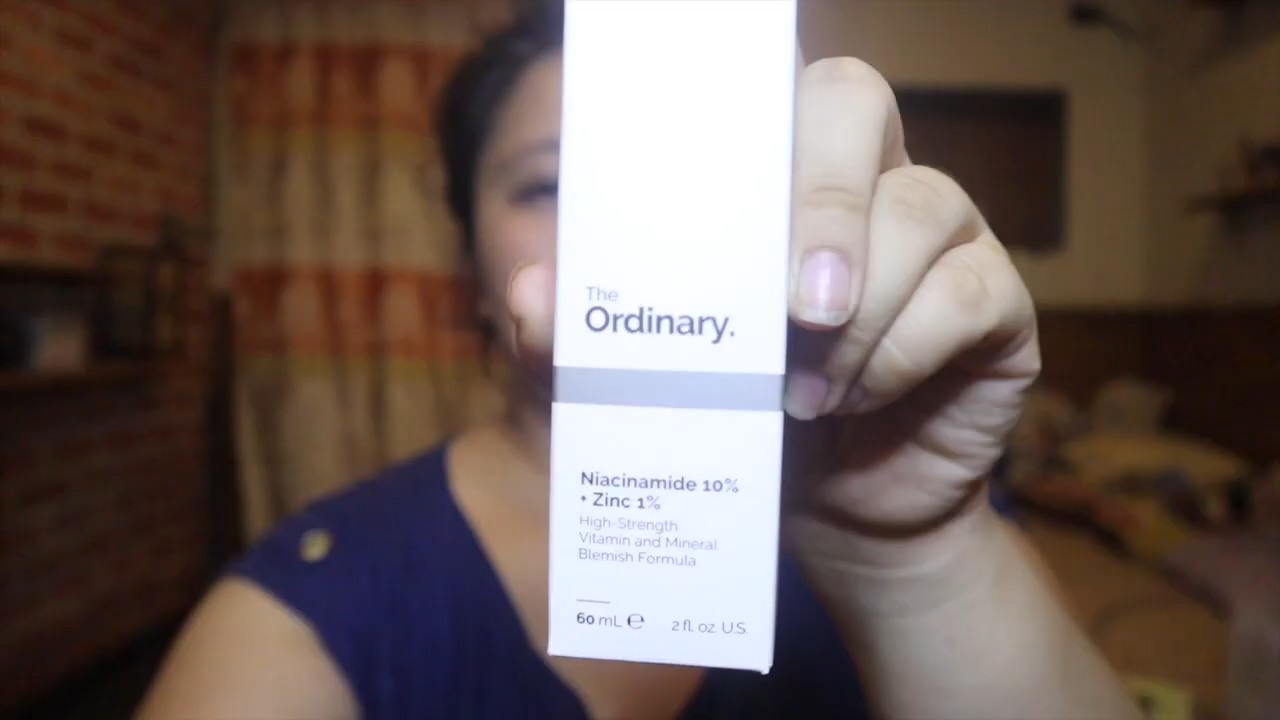 The
Ordinary.
Niacinamide 10%
+ Zinc 1%
High-Strength
Vitamin and Mineral
Blemish Formula
60 mL ℮ 2 fl. oz. U.S.